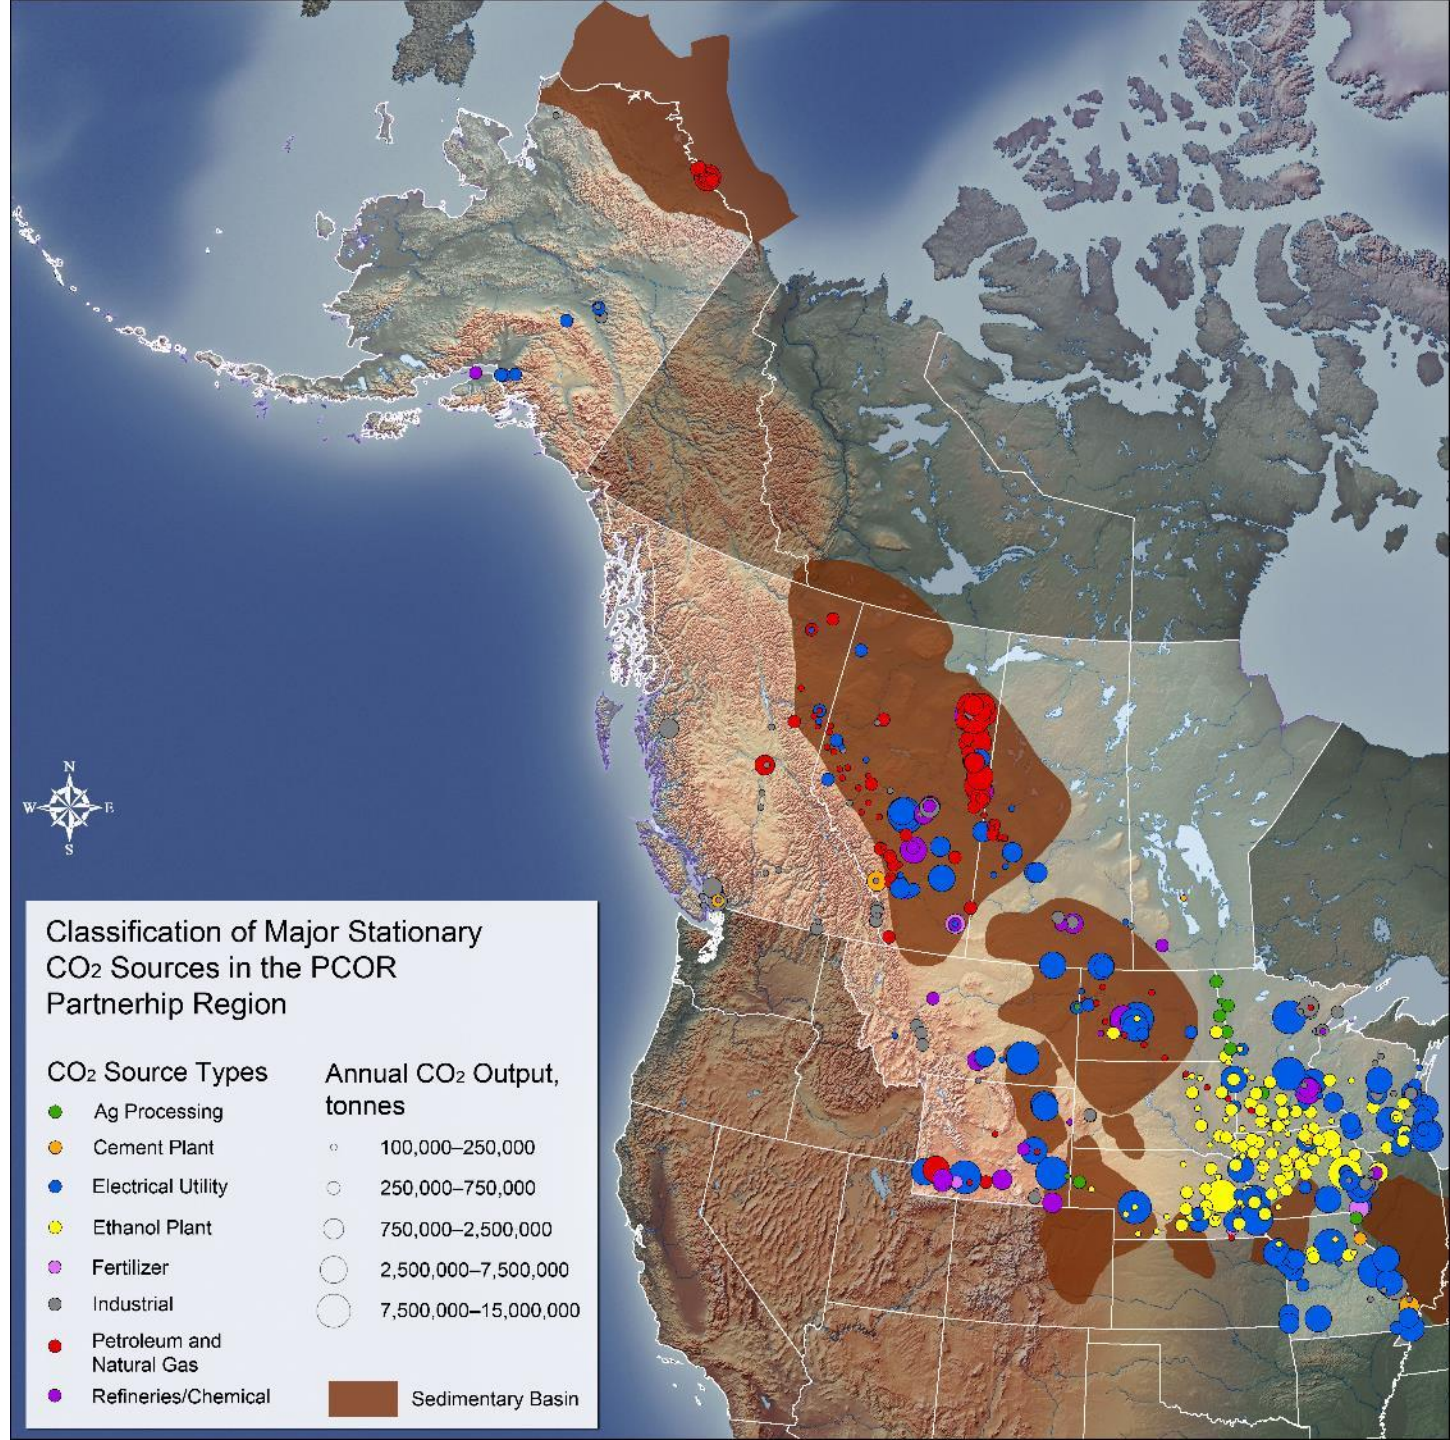 N
W
E
S
Classification of Major Stationary
CO2 Sources in the PCOR
Partnerhip Region
CO2 Source Types
Ag Processing
Cement Plant
Electrical Utility
Ethanol Plant
Fertilizer
Industrial
Petroleum and
Natural Gas
Refineries/Chemical
Annual CO2 Output,
tonnes
100,000–250,000
250,000–750,000
750,000–2,500,000
2,500,000–7,500,000
7,500,000–15,000,000
Sedimentary Basin